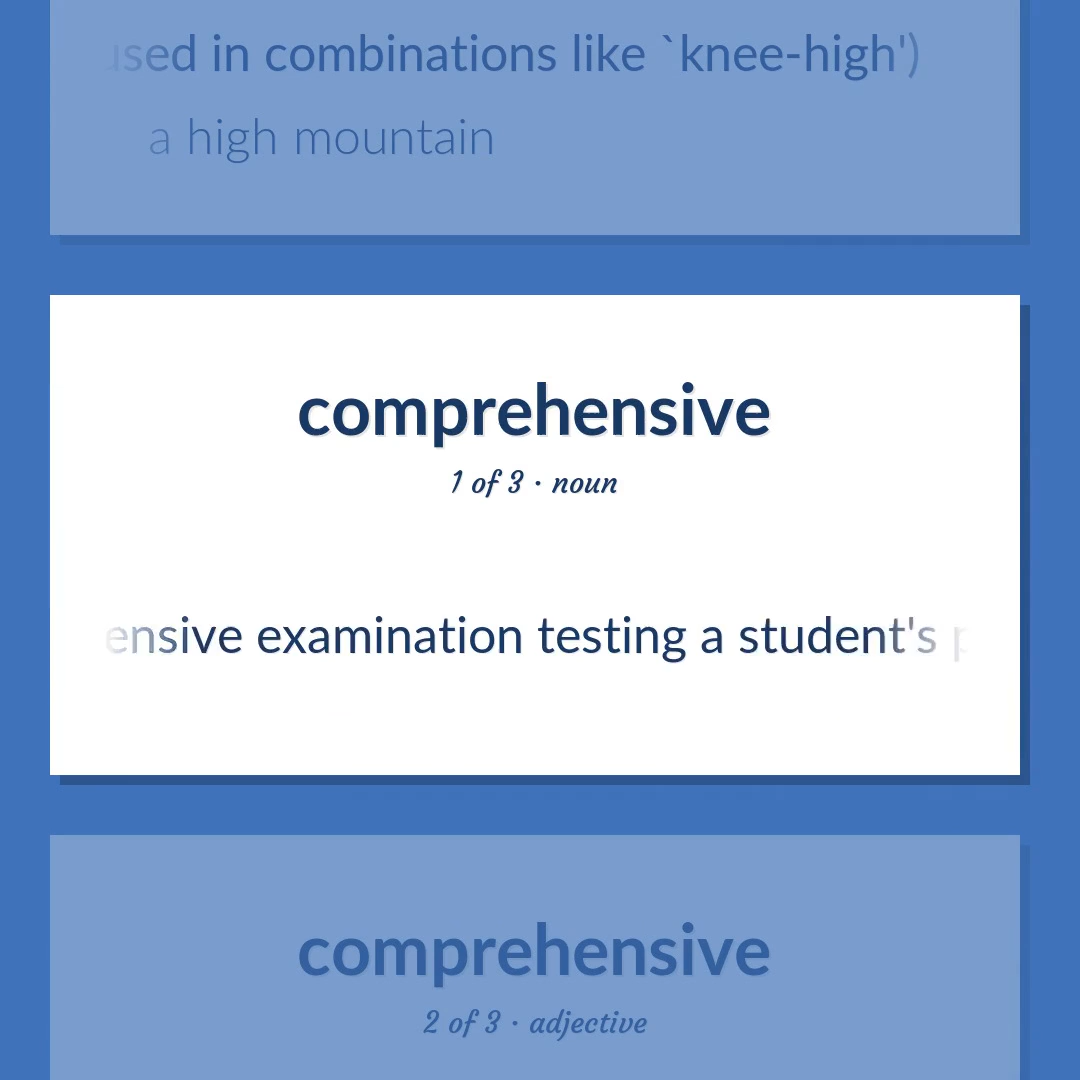 used in combinations like `knee-high')
a high mountain
comprehensive
1 of 3 · noun
ensive examination testing a student's
comprehensive
2 of 3 · adjective